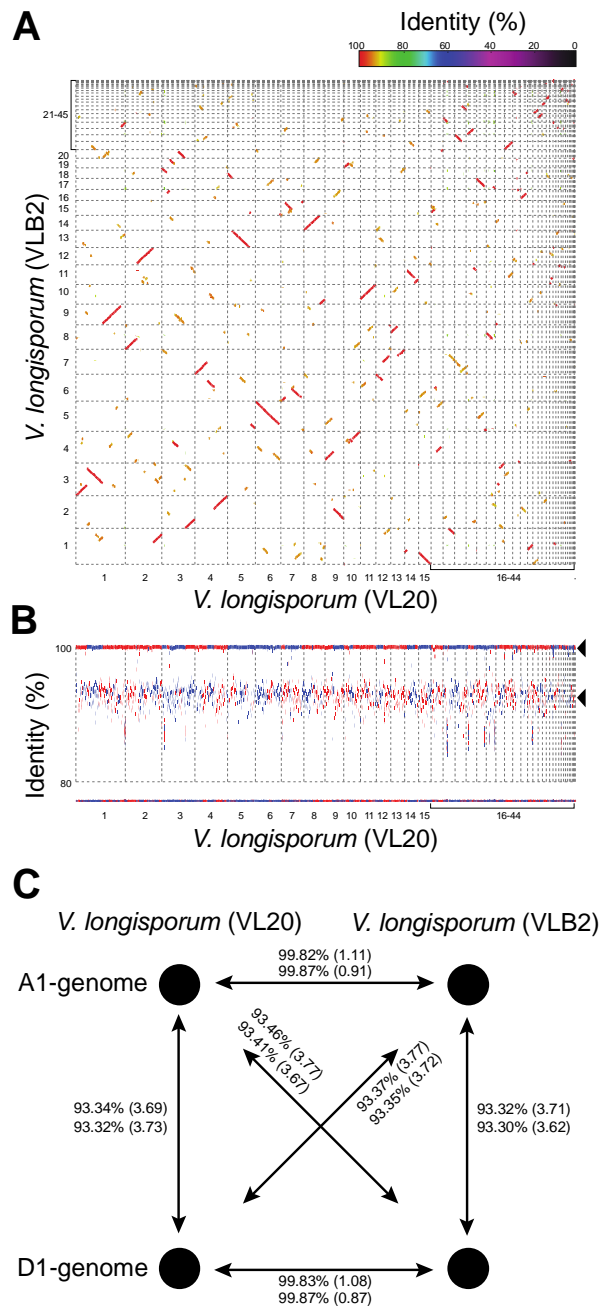 A
Identity (%)
100 80 60 40 20 0
V. longisporum (VLB2)
21-45
20
19
18
17
16
15
14
13
12
11
10
9
8
7
6
5
4
3
2
1
1 2 3 4 5 6 7 8 9 10 11 12 13 14 15 16-44
V. longisporum (VL20)
B
Identity (%)
100
80
1 2 3 4 5 6 7 8 9 10 11 12 13 14 15 16-44
V. longisporum (VL20)
C
V. longisporum (VL20) V. longisporum (VLB2)
A1-genome
99.82% (1.11)
99.87% (0.91)
93.46% (3.77)
93.41% (3.67)
93.37% (3.77)
93.35% (3.72)
93.34% (3.69)
93.32% (3.73)
93.32% (3.71)
93.30% (3.62)
D1-genome
99.83% (1.08)
99.87% (0.87)